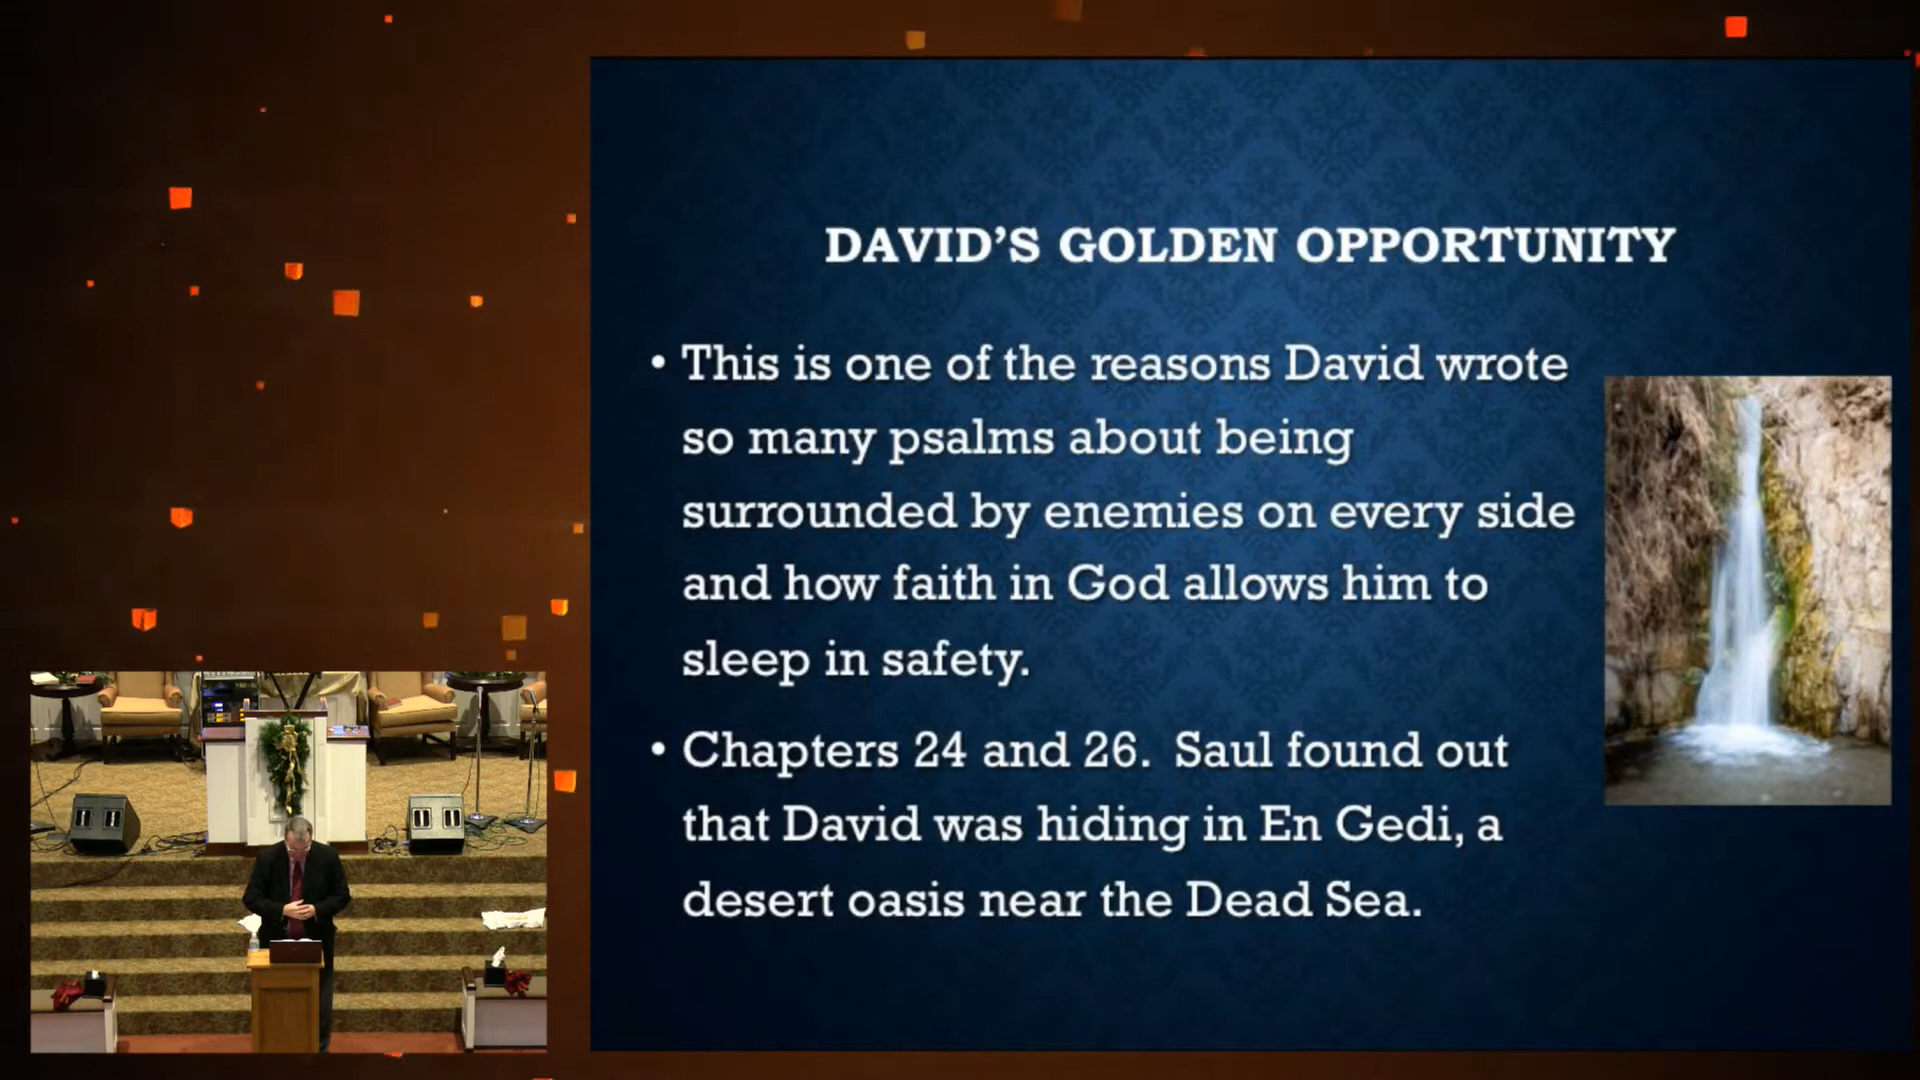 DAVID’S GOLDEN OPPORTUNITY
• This is one of the reasons David wrote
so many psalms about being
surrounded by enemies on every side
and how faith in God allows him to
sleep in safety.
• Chapters 24 and 26.  Saul found out
that David was hiding in En Gedi, a
desert oasis near the Dead Sea.